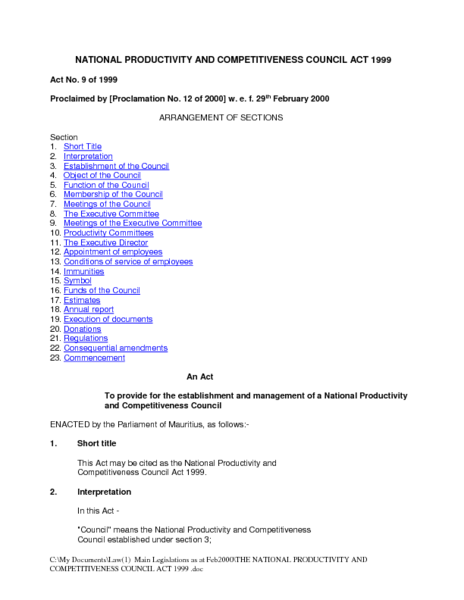 NATIONAL PRODUCTIVITY AND COMPETITIVENESS COUNCIL ACT 1999
Act No. 9 of 1999
Proclaimed by [Proclamation No. 12 of 2000] w. e. f. 29th February 2000
ARRANGEMENT OF SECTIONS
Section
1. Short Title
2. Interpretation
3. Establishment of the Council
4. Object of the Council
5. Function of the Council
6. Membership of the Council
7. Meetings of the Council
8. The Executive Committee
9. Meetings of the Executive Committee
10. Productivity Committees
11. The Executive Director
12. Appointment of employees
13. Conditions of service of employees
14. Immunities
15. Symbol
16. Funds of the Council
17. Estimates
18. Annual report
19. Execution of documents
20. Donations
21. Regulations
22. Consequential amendments
23. Commencement
An Act
To provide for the establishment and management of a National Productivity
and Competitiveness Council
ENACTED by the Parliament of Mauritius, as follows:-
1. Short title
This Act may be cited as the National Productivity and
Competitiveness Council Act 1999.
2. Interpretation
In this Act -
"Council" means the National Productivity and Competitiveness
Council established under section 3;
C:\My Documents\Law(1) Main Legislations as at Feb2000\THE NATIONAL PRODUCTIVITY AND
COMPETITIVENESS COUNCIL ACT 1999 .doc